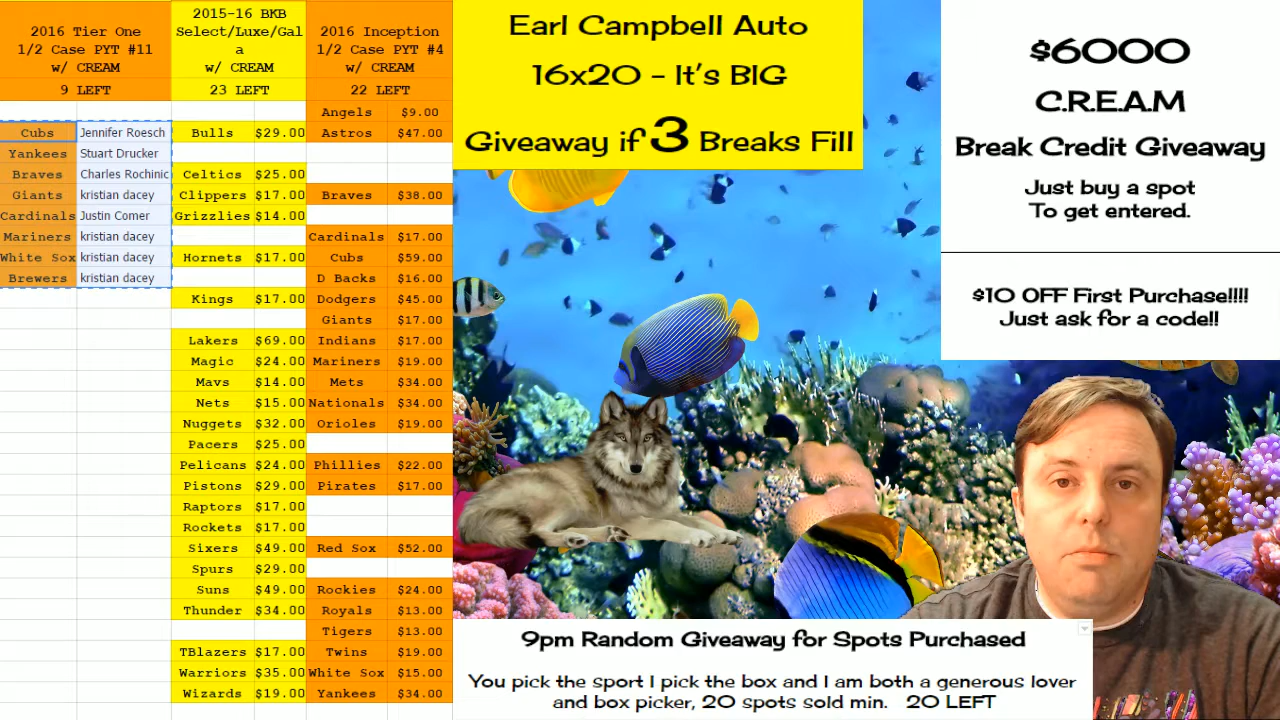 2016 Tier One
1/2 Case PYT #11
w/ CREAM
9 LEFT
Cubs Jennifer Roesch
Yankees Stuart Drucker
Braves Charles Rochinic
Giants kristian dacey
Cardinals Justin Comer
Mariners kristian dacey
White Sox kristian dacey
Brewers kristian dacey
2015-16 BKB
Select/Luxe/Gal
a
w/ CREAM
23 LEFT
Bulls $29.00
Celtics $25.00
Clippers $17.00
Grizzlies $14.00
Hornets $17.00
Kings $17.00
Lakers $69.00
Magic $24.00
Mavs $14.00
Nets $15.00
Nuggets $32.00
Pacers $25.00
Pelicans $24.00
Pistons $29.00
Raptors $17.00
Rockets $17.00
Sixers $49.00
Spurs $29.00
Suns $49.00
Thunder $34.00
TBlazers $17.00
Warriors $35.00
Wizards $19.00
2016 Inception
1/2 Case PYT #4
w/ CREAM
22 LEFT
Angels $9.00
Astros $47.00
Braves $38.00
Cardinals $17.00
Cubs $59.00
D Backs $16.00
Dodgers $45.00
Giants $17.00
Indians $17.00
Mariners $19.00
Mets $34.00
Nationals $34.00
Orioles $19.00
Phillies $22.00
Pirates $17.00
Red Sox $52.00
Rockies $24.00
Royals $13.00
Tigers $13.00
Twins $19.00
White Sox $15.00
Yankees $34.00
Earl Campbell Auto
16x20 - It's BIG
Giveaway if 3 Breaks Fill
$6000
C.R.E.A.M
Break Credit Giveaway
Just buy a spot
To get entered.
$10 OFF First Purchase!!!!
Just ask for a code!!
9pm Random Giveaway for Spots Purchased
You pick the sport I pick the box and I am both a generous lover
and box picker, 20 spots sold min. 20 LEFT